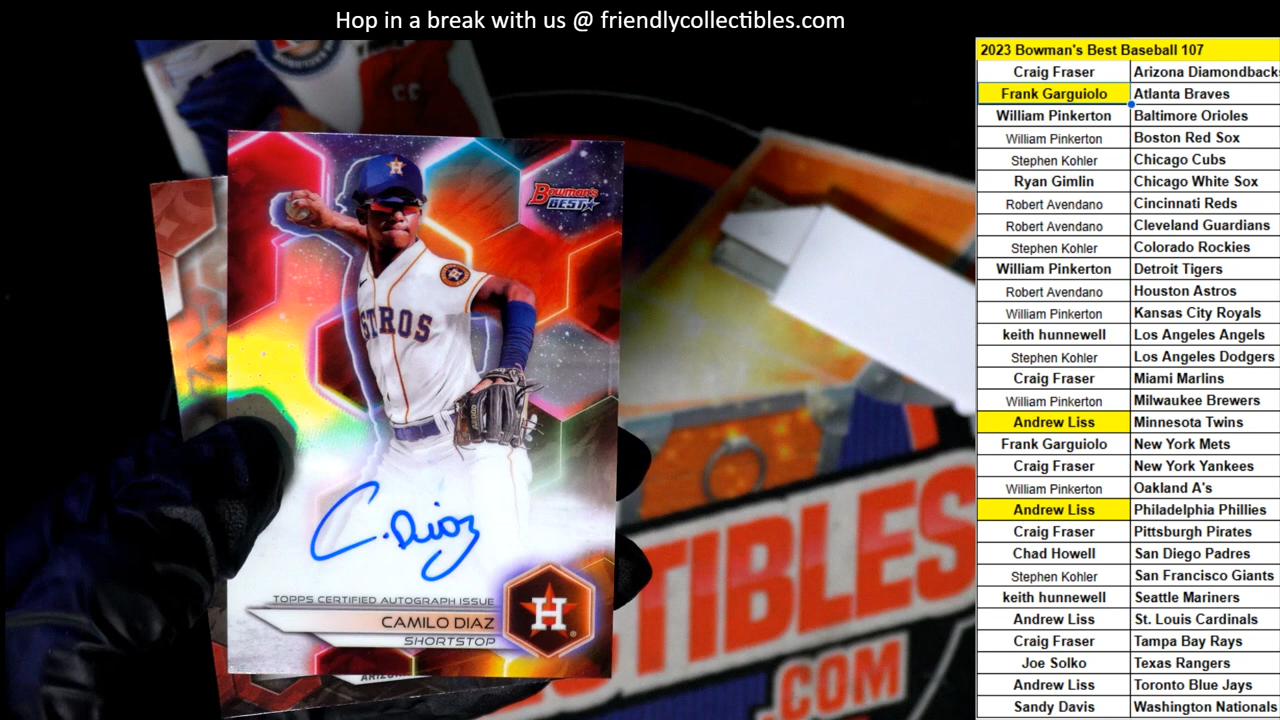 Hop in a break with us @ friendlycollectibles.com
2023 Bowman's Best Baseball 107
Craig Fraser Arizona Diamondbacks
Frank Garguiolo Atlanta Braves
William Pinkerton Baltimore Orioles
William Pinkerton Boston Red Sox
Stephen Kohler Chicago Cubs
Ryan Gimlin Chicago White Sox
Robert Avendano Cincinnati Reds
Robert Avendano Cleveland Guardians
Stephen Kohler Colorado Rockies
William Pinkerton Detroit Tigers
Robert Avendano Houston Astros
William Pinkerton Kansas City Royals
keith hunnewell Los Angeles Angels
Stephen Kohler Los Angeles Dodgers
Craig Fraser Miami Marlins
William Pinkerton Milwaukee Brewers
Andrew Liss Minnesota Twins
Frank Garguiolo New York Mets
Craig Fraser New York Yankees
William Pinkerton Oakland A's
Andrew Liss Philadelphia Phillies
Craig Fraser Pittsburgh Pirates
Chad Howell San Diego Padres
Stephen Kohler San Francisco Giants
keith hunnewell Seattle Mariners
Andrew Liss St. Louis Cardinals
Craig Fraser Tampa Bay Rays
Joe Solko Texas Rangers
Andrew Liss Toronto Blue Jays
Sandy Davis Washington Nationals
Bowman's
BEST
STROS
C. Diaz
TOPPS CERTIFIED AUTOGRAPH ISSUE
CAMILO DIAZ
SHORTSTOP
H
TIBLES
.COM